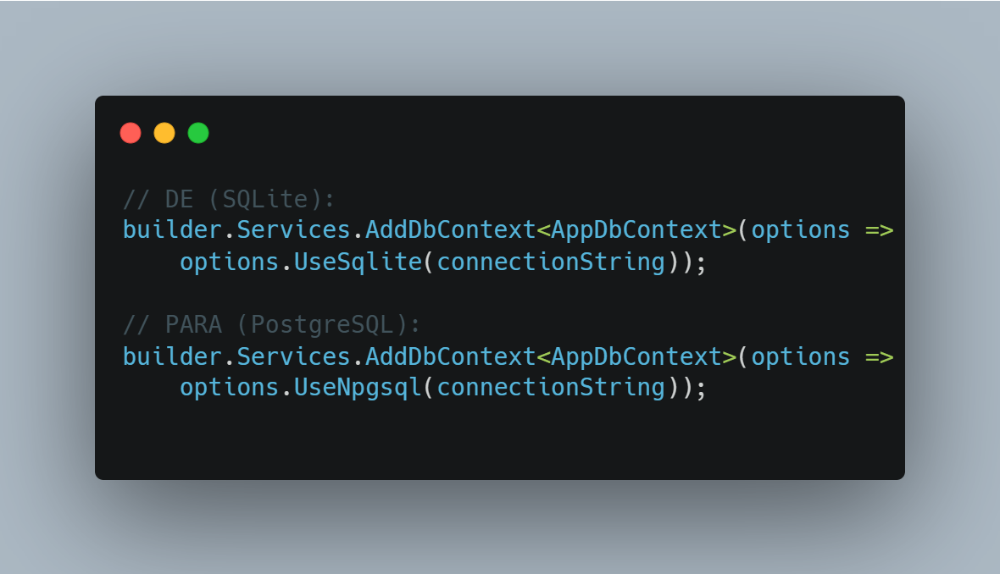 // DE (SQLite):
builder.Services.AddDbContext<AppDbContext>(options =>
    options.UseSqlite(connectionString));

// PARA (PostgreSQL):
builder.Services.AddDbContext<AppDbContext>(options =>
    options.UseNpgsql(connectionString));